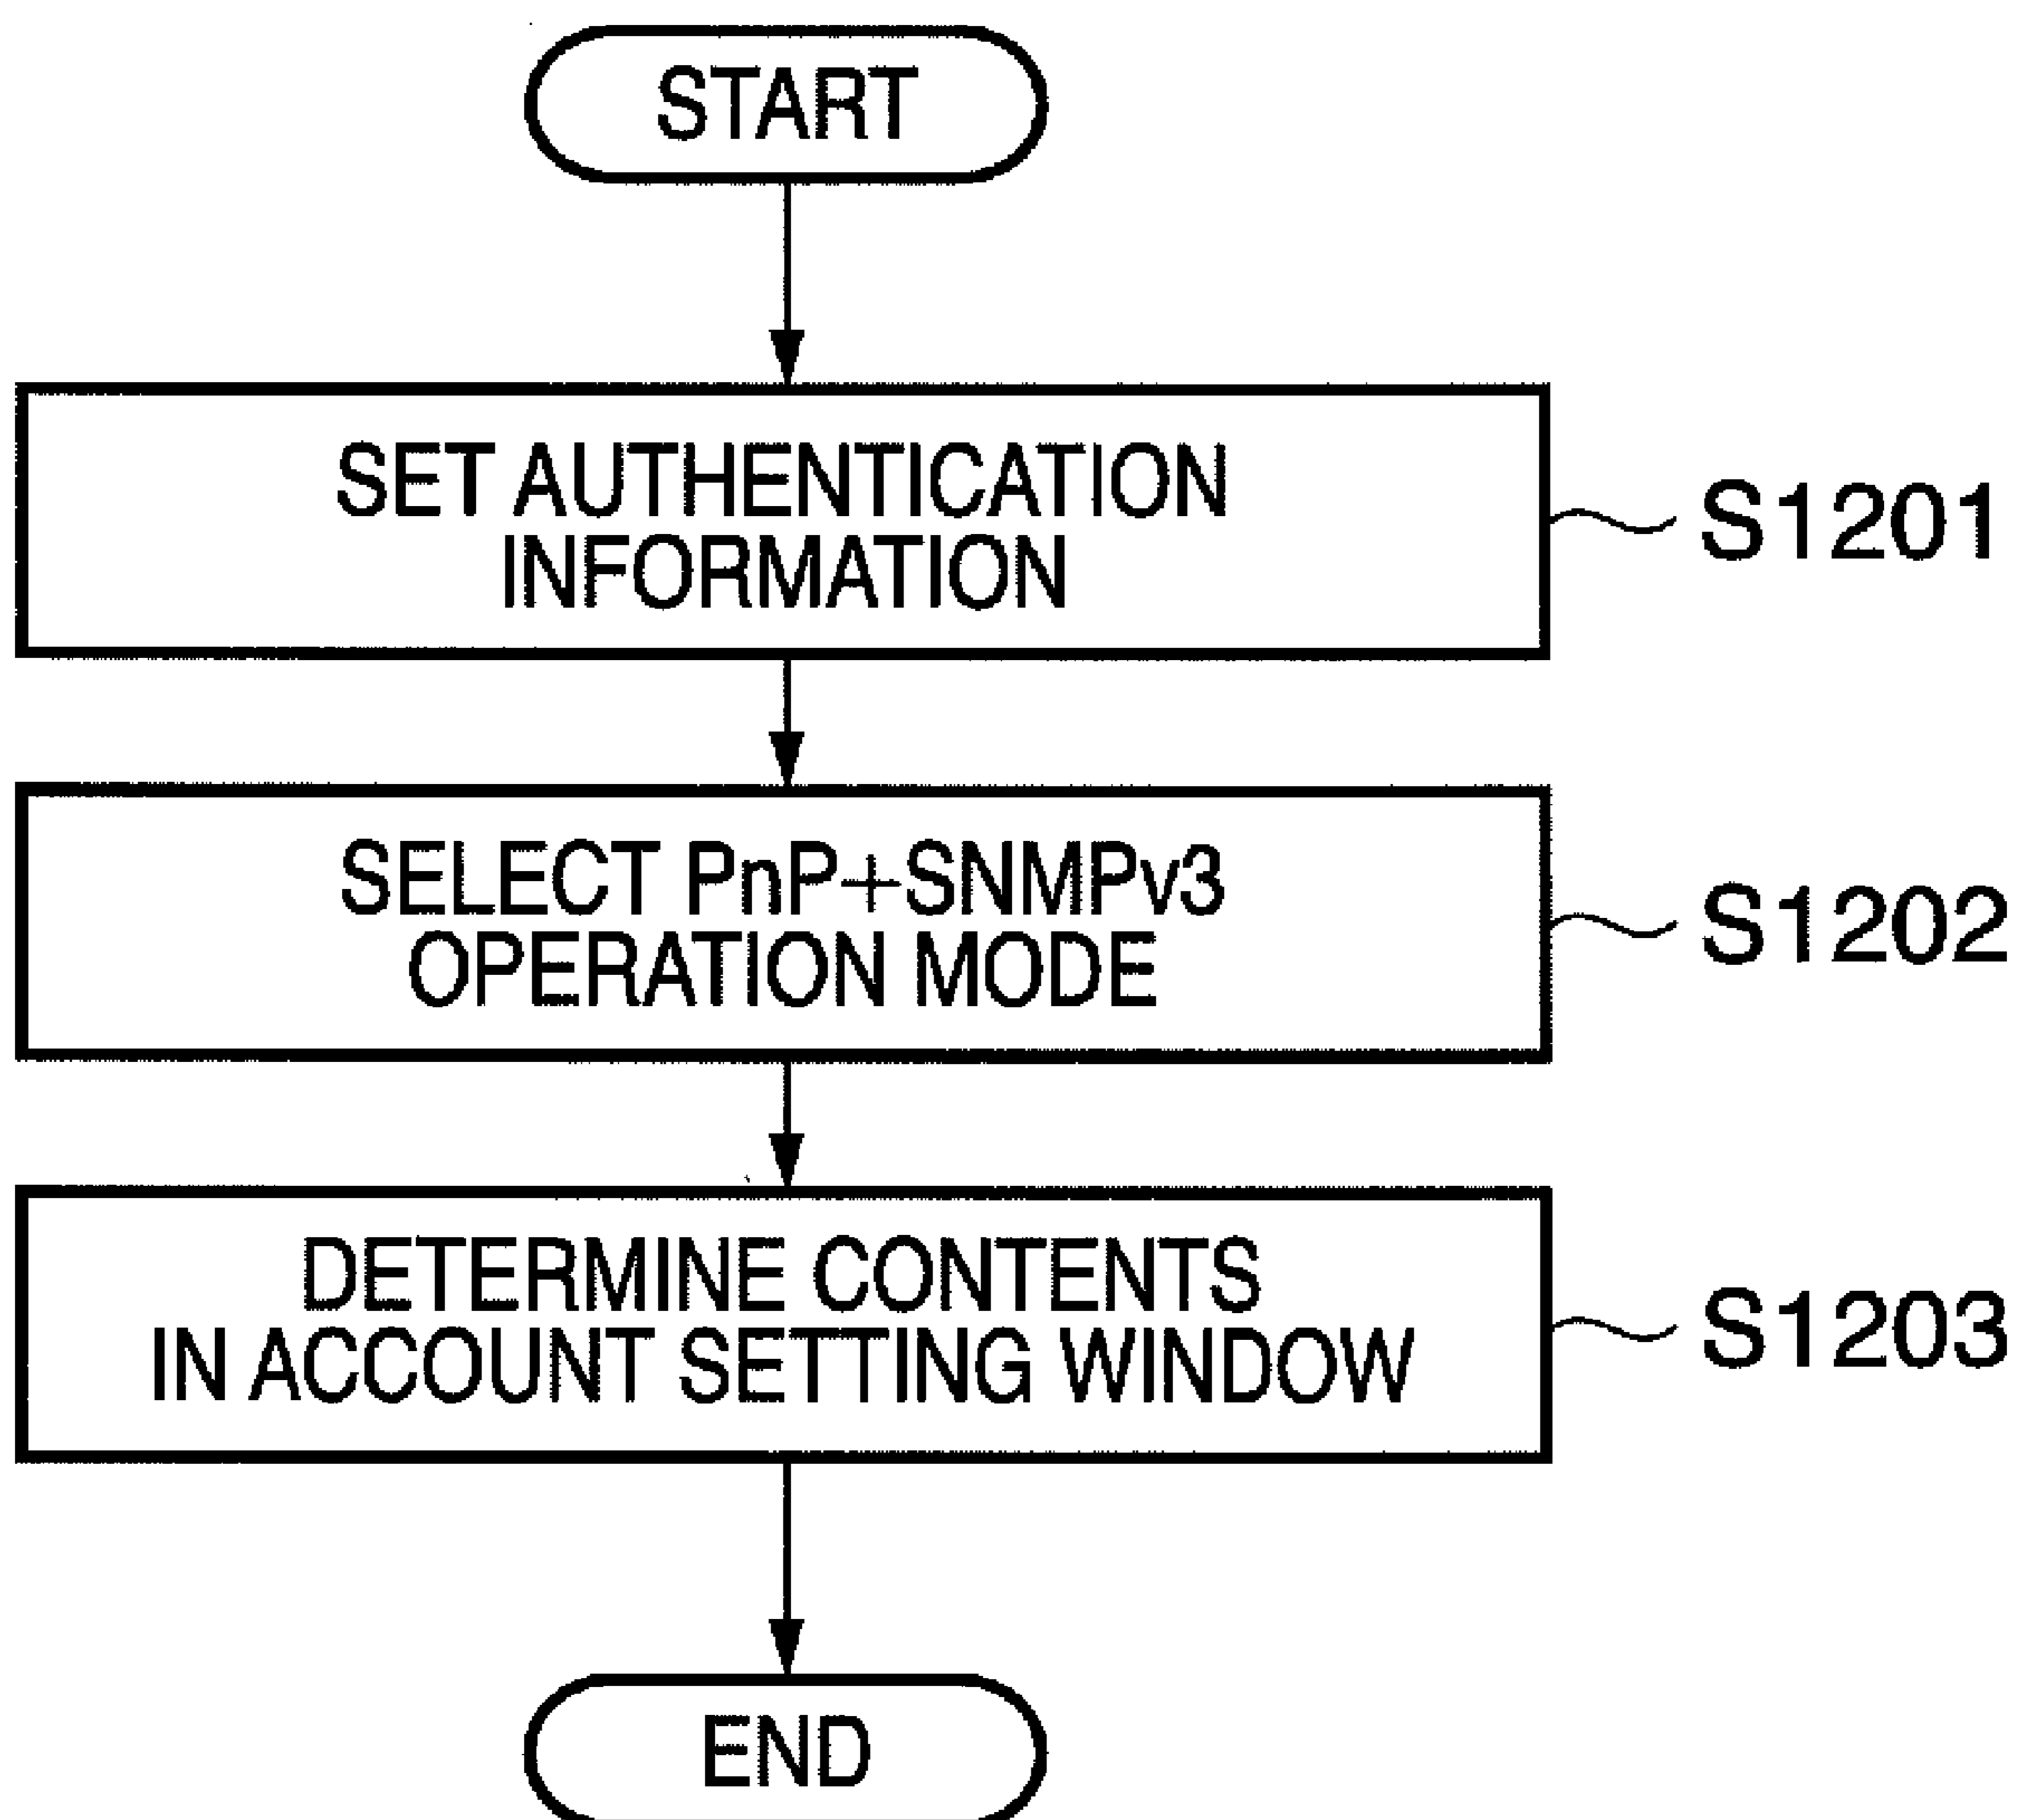 START
SET AUTHENTICATION
INFORMATION
S1201
SELECT PnP+SNMPv3
OPERATION MODE
S1202
DETERMINE CONTENTS
IN ACCOUNT SETTING WINDOW
S1203
END